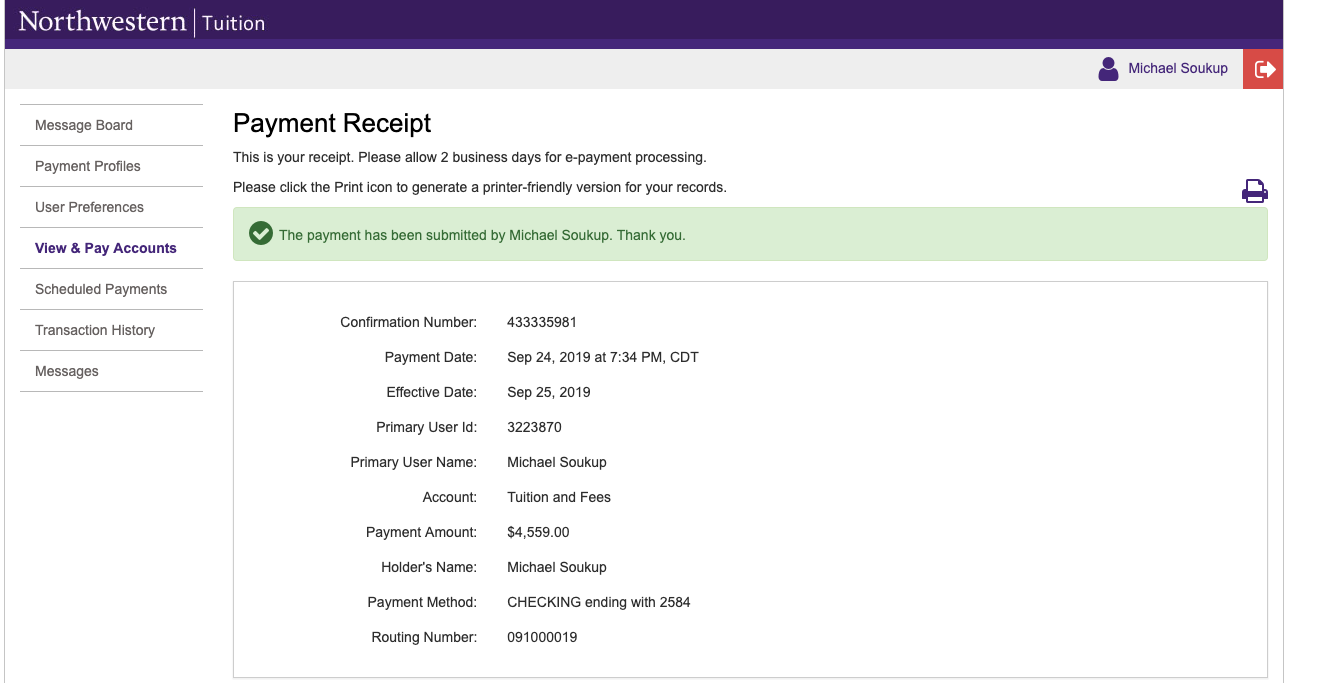 Northwestern | Tuition
Michael Soukup
Message Board
Payment Profiles
User Preferences
View & Pay Accounts
Scheduled Payments
Transaction History
Messages
Payment Receipt
This is your receipt. Please allow 2 business days for e-payment processing.
Please click the Print icon to generate a printer-friendly version for your records.
The payment has been submitted by Michael Soukup. Thank you.
Confirmation Number: 433335981
Payment Date: Sep 24, 2019 at 7:34 PM, CDT
Effective Date: Sep 25, 2019
Primary User Id: 3223870
Primary User Name: Michael Soukup
Account: Tuition and Fees
Payment Amount: $4,559.00
Holder's Name: Michael Soukup
Payment Method: CHECKING ending with 2584
Routing Number: 091000019